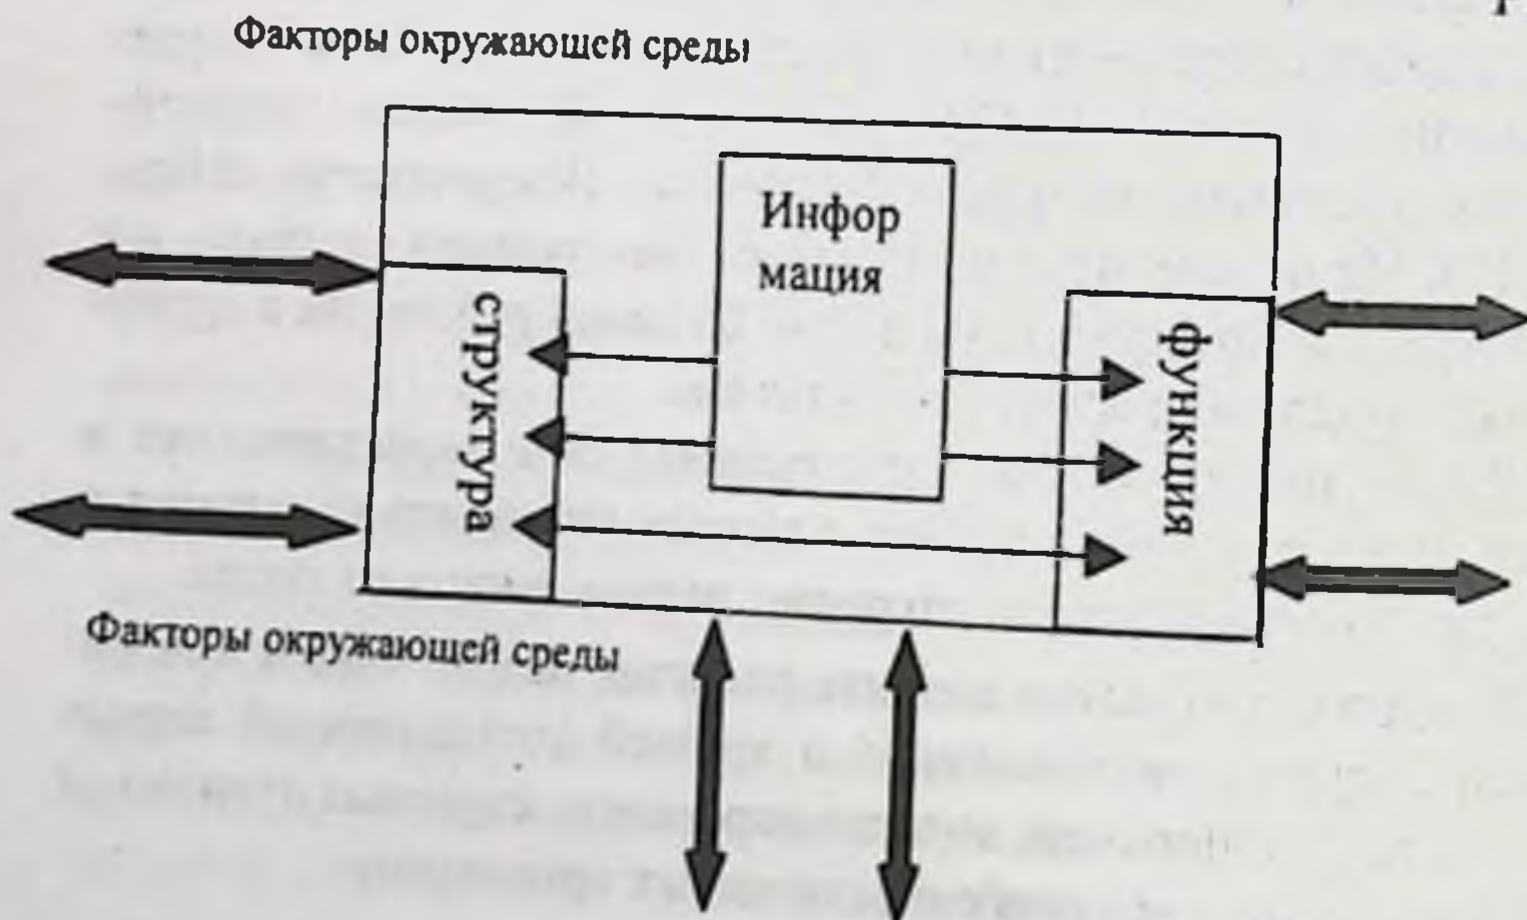 Факторы окружающей среды
Инфор
мация
структура
функция
Факторы окружающей среды